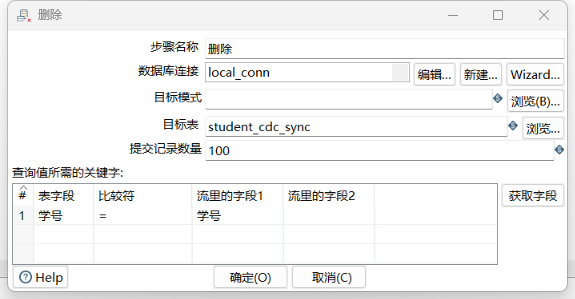 删除
步骤名称 删除
数据库连接 local_conn 编辑... 新建... Wizard...
目标模式 浏览(B)...
目标表 student_cdc_sync 浏览...
提交记录数量 100
查询值所需的关键字:
# 表字段 比较符 流里的字段1 流里的字段2 获取字段
1 学号 = 学号
Help 确定(O) 取消(C)